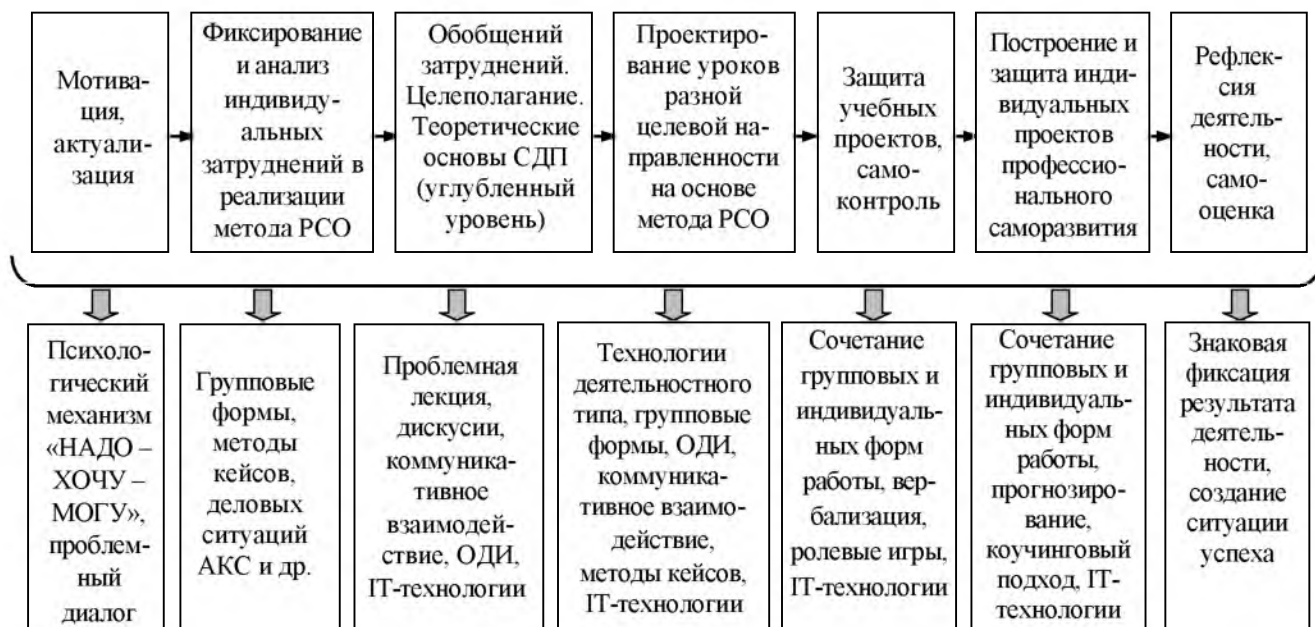 Мотива-
ция,
актуали-
зация
Фиксирование
и анализ
индивиду-
альных
затруднений в
реализации
метода РСО
Обобщений
затруднений.
Целеполагание.
Теоретические
основы СДП
(углубленный
уровень)
Проектиро-
вание уроков
разной
целевой на-
правленности
на основе
метода РСО
Защита
учебных
проектов,
само-
контроль
Построение и
защита инди-
видуальных
проектов
профессио-
нального
саморазвития
Рефлек-
сия
деятель-
ности,
само-
оценка
Психоло-
гический
механизм
«НАДО –
ХОЧУ –
МОГУ»,
проблем-
ный
диалог
Групповые
формы,
методы
кейсов,
деловых
ситуаций
АКС и др.
Проблемная
лекция,
дискусии,
коммуника-
тивное
взаимодей-
ствие, ОДИ,
IT-технологии
Технологии
деятельностного
типа, групповые
формы, ОДИ,
коммуника-
тивное взаимо-
действие,
методы кейсов,
IT-технологии
Сочетание
групповых и
индивидуаль-
ных форм
работы, вер-
бализация,
ролевые игры,
IT-технологии
Сочетание
групповых и
индивидуаль-
ных форм
работы,
прогнозиро-
вание,
коучинговый
подход, IT-
технологии
Знаковая
фиксация
результата
деятель-
ности,
создание
ситуации
успеха